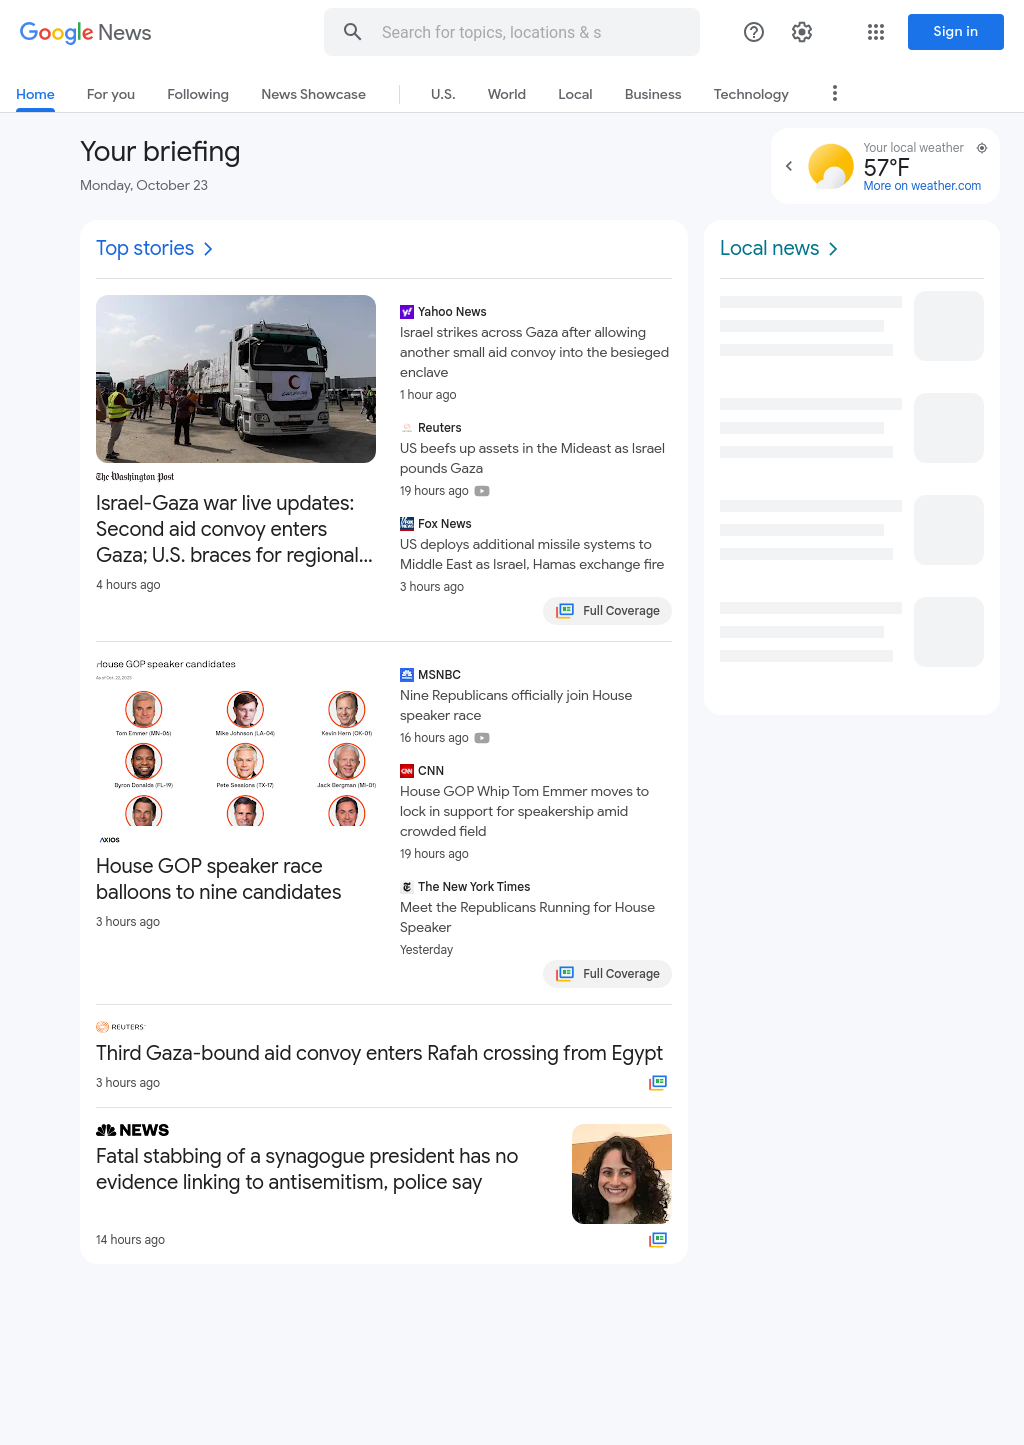 Google News
Search for topics, locations & s
Sign in
Home
For you
Following
News Showcase
U.S.
World
Local
Business
Technology
Your briefing
Monday, October 23
Your local weather
57°F
More on weather.com
Top stories
The Washington Post
Israel-Gaza war live updates:
Second aid convoy enters
Gaza; U.S. braces for regional...
4 hours ago
Yahoo News
Israel strikes across Gaza after allowing
another small aid convoy into the besieged
enclave
1 hour ago
Reuters
US beefs up assets in the Mideast as Israel
pounds Gaza
19 hours ago
Fox News
US deploys additional missile systems to
Middle East as Israel, Hamas exchange fire
3 hours ago
Full Coverage
House GOP speaker candidates
As of Oct. 22, 2023
Tom Emmer (MN-06)
Mike Johnson (LA-04)
Kevin Hern (OK-01)
Byron Donalds (FL-19)
Pete Sessions (TX-17)
Jack Bergman (MI-01)
AXIOS
House GOP speaker race
balloons to nine candidates
3 hours ago
MSNBC
Nine Republicans officially join House
speaker race
16 hours ago
CNN
House GOP Whip Tom Emmer moves to
lock in support for speakership amid
crowded field
19 hours ago
The New York Times
Meet the Republicans Running for House
Speaker
Yesterday
Full Coverage
REUTERS
Third Gaza-bound aid convoy enters Rafah crossing from Egypt
3 hours ago
NEWS
Fatal stabbing of a synagogue president has no
evidence linking to antisemitism, police say
14 hours ago
Local news